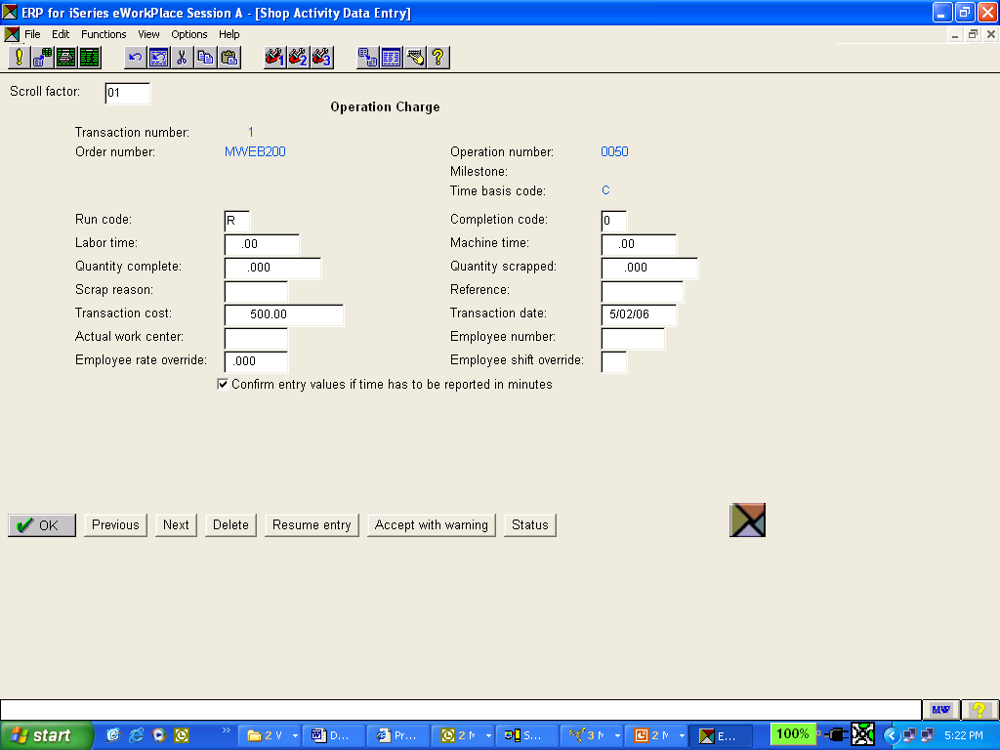 ERP for iSeries eWorkPlace Session A - [Shop Activity Data Entry]
File Edit Functions View Options Help
1 2 3
Scroll factor: 01
Operation Charge
Transaction number: 1
Order number: MWEB200 Operation number: 0050
Milestone:
Time basis code: C
Run code: R Completion code: 0
Labor time: .00 Machine time: .00
Quantity complete: .000 Quantity scrapped: .000
Scrap reason: Reference:
Transaction cost: 500.00 Transaction date: 5/02/06
Actual work center: Employee number:
Employee rate override: .000 Employee shift override:
Confirm entry values if time has to be reported in minutes
OK Previous Next Delete Resume entry Accept with warning Status
MW
start 2 V D... Pr... 2 M S... 3 M 2 M E... 100% 5:22 PM